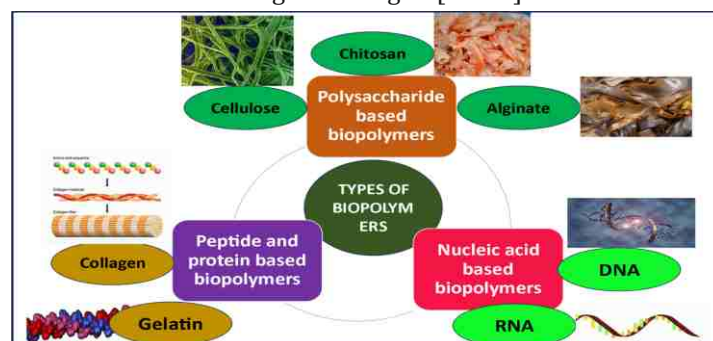 Chitosan
Cellulose
Polysaccharide
based
biopolymers
Alginate
TYPES OF
BIOPOLYM
ERS
Peptide and
protein based
biopolymers
Collagen
Gelatin
Nucleic acid
based
biopolymers
DNA
RNA